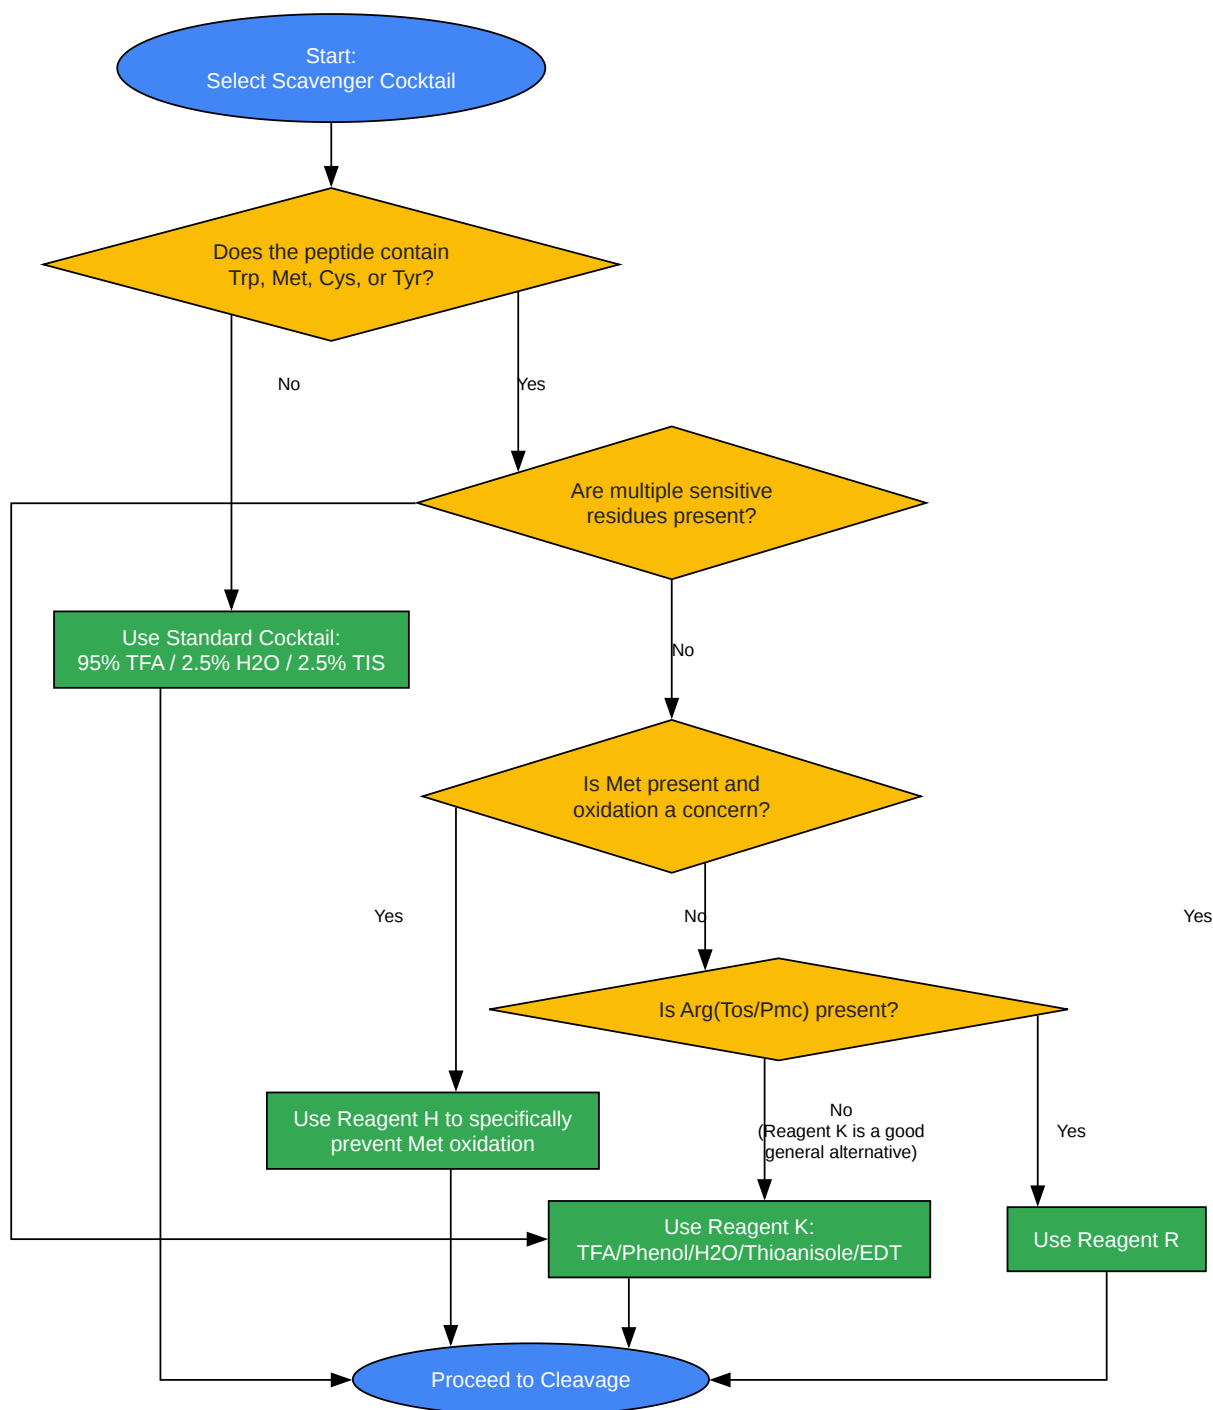 Start:
Select Scavenger Cocktail
Does the peptide contain
Trp, Met, Cys, or Tyr?
No
Yes
Are multiple sensitive
residues present?
Use Standard Cocktail:
95% TFA / 2.5% H2O / 2.5% TIS
No
Is Met present and
oxidation a concern?
Yes
No
Yes
Is Arg(Tos/Pmc) present?
Use Reagent H to specifically
prevent Met oxidation
No
(Reagent K is a good
general alternative)
Yes
Use Reagent K:
TFA/Phenol/H2O/Thioanisole/EDT
Use Reagent R
Proceed to Cleavage